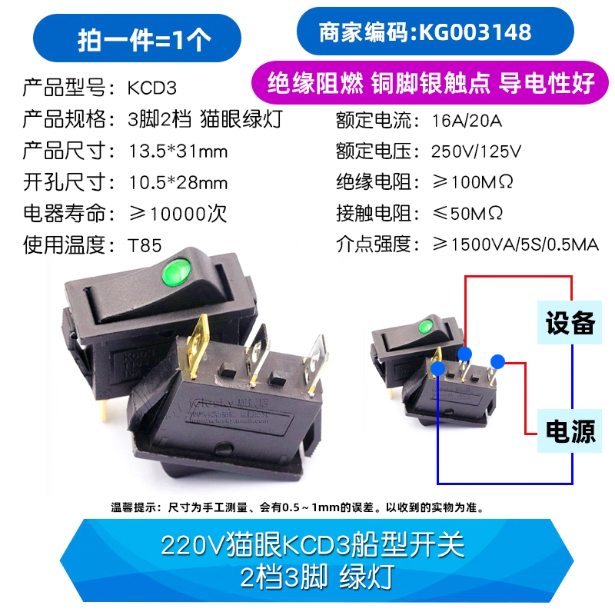 拍一件=1个
商家编码:KG003148
绝缘阻燃 铜脚银触点 导电性好
产品型号: KCD3
产品规格: 3脚2档 猫眼绿灯
产品尺寸: 13.5*31mm
开孔尺寸: 10.5*28mm
电器寿命: ≥10000次
使用温度: T85
额定电流: 16A/20A
额定电压: 250V/125V
绝缘电阻: ≥100MΩ
接触电阻: ≤50MΩ
介点强度: ≥1500VA/5S/0.5MA
设备
电源
温馨提示: 尺寸为手工测量、会有0.5~1mm的误差。以收到的实物为准。
220V猫眼KCD3船型开关
2档3脚 绿灯